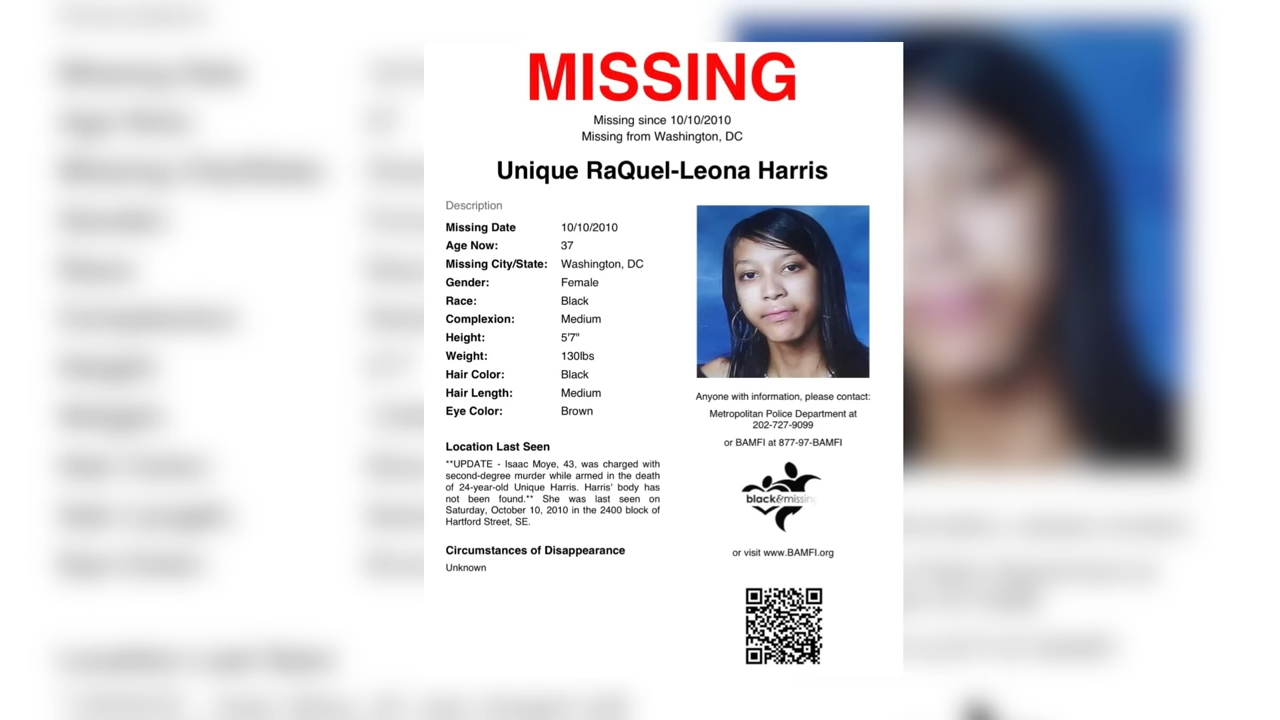 MISSING
Missing since 10/10/2010
Missing from Washington, DC
Unique RaQuel-Leona Harris
Description
Missing Date 10/10/2010
Age Now: 37
Missing City/State: Washington, DC
Gender: Female
Race: Black
Complexion: Medium
Height: 5'7"
Weight: 130lbs
Hair Color: Black
Hair Length: Medium
Eye Color: Brown
Location Last Seen
**UPDATE - Isaac Moye, 43, was charged with
second-degree murder while armed in the death
of 24-year-old Unique Harris. Harris' body has
not been found.** She was last seen on
Saturday, October 10, 2010 in the 2400 block of
Hartford Street, SE.
Circumstances of Disappearance
Unknown
Anyone with information, please contact:
Metropolitan Police Department at
202-727-9099
or BAMFI at 877-97-BAMFI
black&missing
or visit www.BAMFI.org